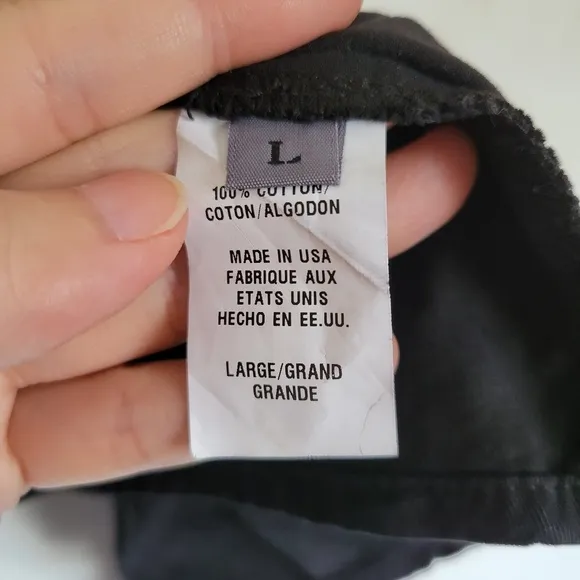 L
100% COTTON/
COTON/ALGODON
MADE IN USA
FABRIQUE AUX
ETATS UNIS
HECHO EN EE.UU.
LARGE/GRAND
GRANDE